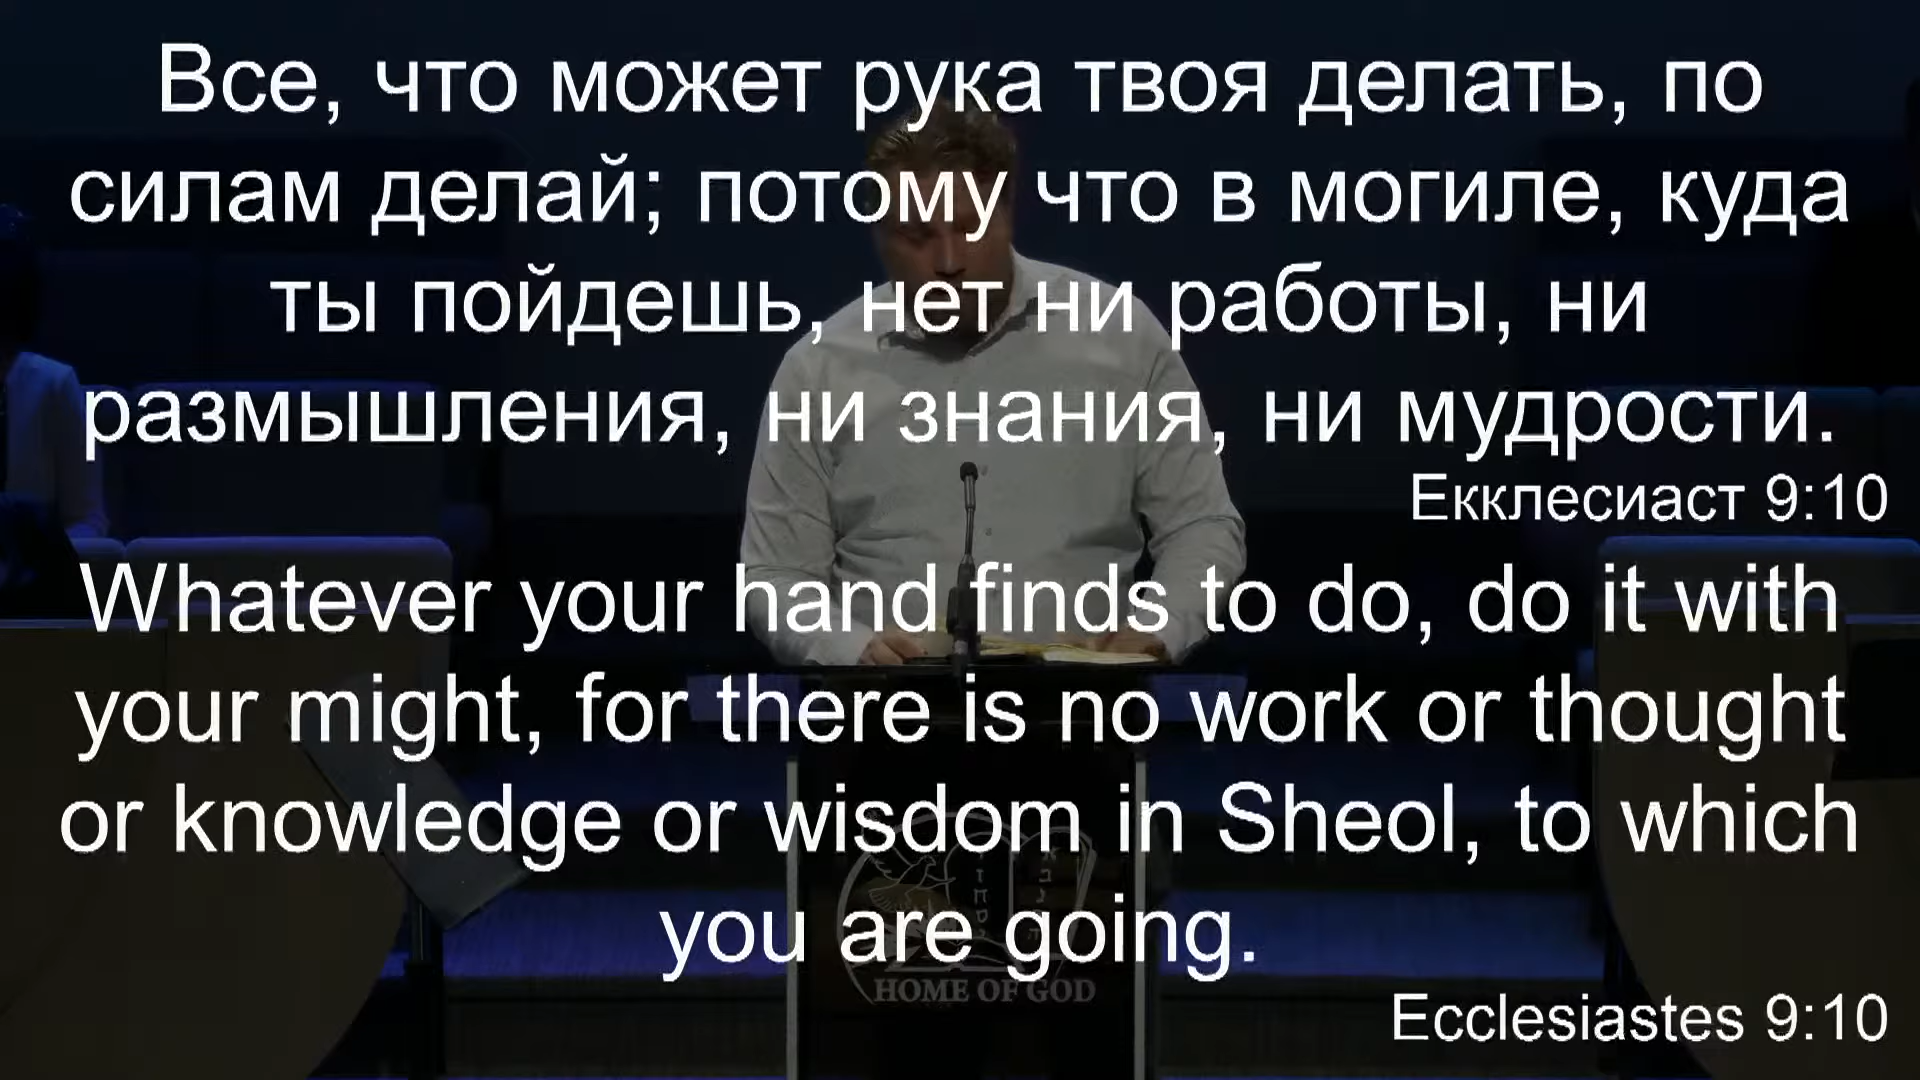 Все, что может рука твоя делать, по
силам делай; потому что в могиле, куда
ты пойдешь, нет ни работы, ни
размышления, ни знания, ни мудрости.
Екклесиаст 9:10
Whatever your hand finds to do, do it with
your might, for there is no work or thought
or knowledge or wisdom in Sheol, to which
you are going.
Ecclesiastes 9:10
HOME OF GOD